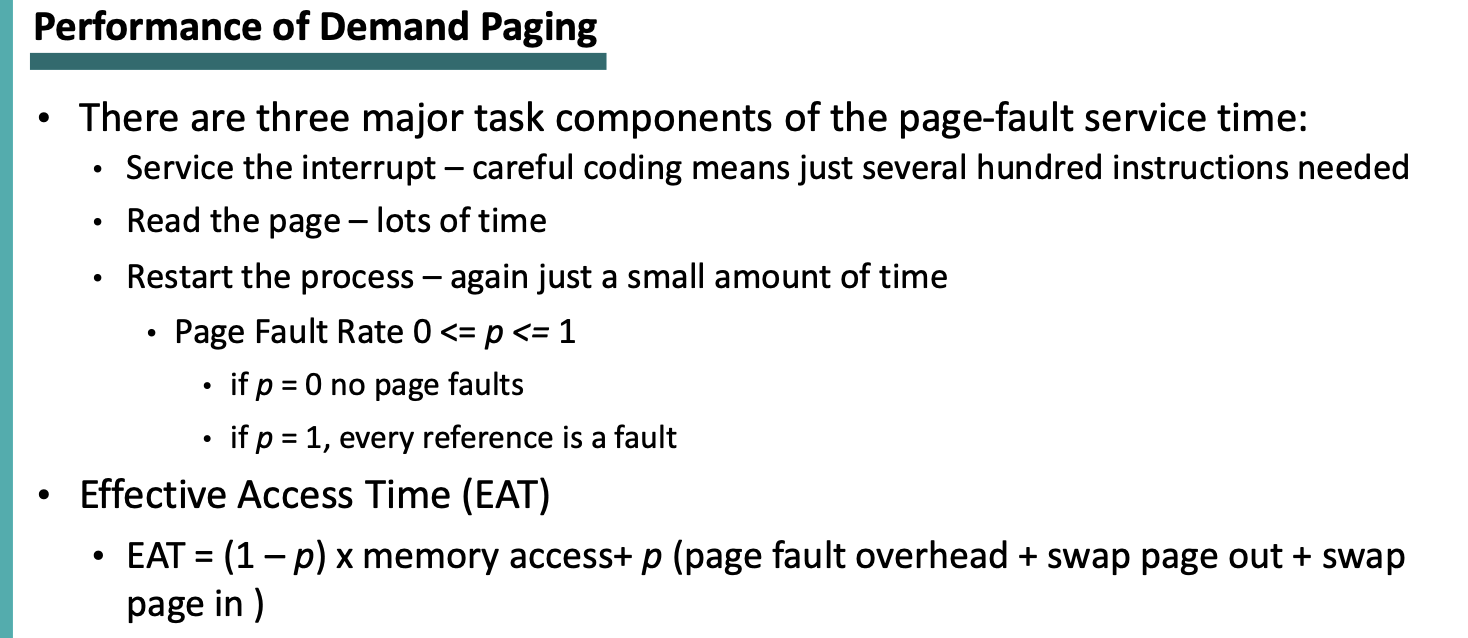 Performance of Demand Paging
• There are three major task components of the page-fault service time:
• Service the interrupt – careful coding means just several hundred instructions needed
• Read the page – lots of time
• Restart the process – again just a small amount of time
• Page Fault Rate 0 <= p <= 1
• if p = 0 no page faults
• if p = 1, every reference is a fault
• Effective Access Time (EAT)
• EAT = (1 – p) x memory access+ p (page fault overhead + swap page out + swap
page in )